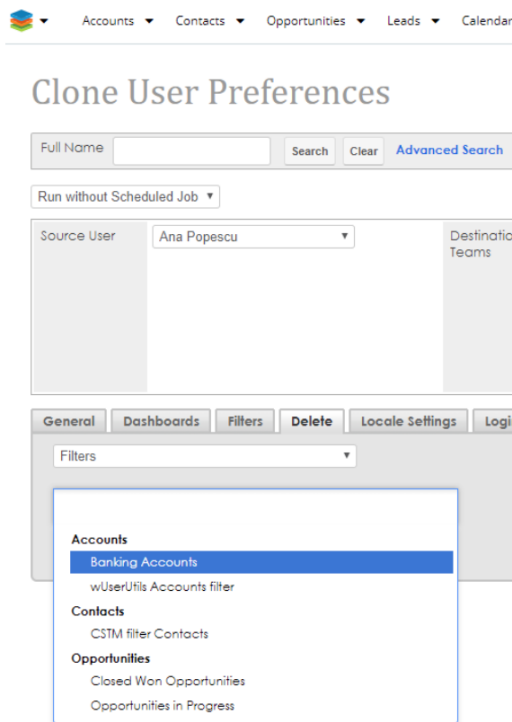 Accounts Contacts Opportunities Leads Calendar
Clone User Preferences
Full Name Search Clear Advanced Search
Run without Scheduled Job
Source User Ana Popescu
Teams
General Dashboards Filters Delete Locale Settings
Filters
Accounts
Banking Accounts
wUserUtils Accounts filter
Contacts
CSTM filter Contacts
Opportunities
Closed Won Opportunities
Opportunities in Progress